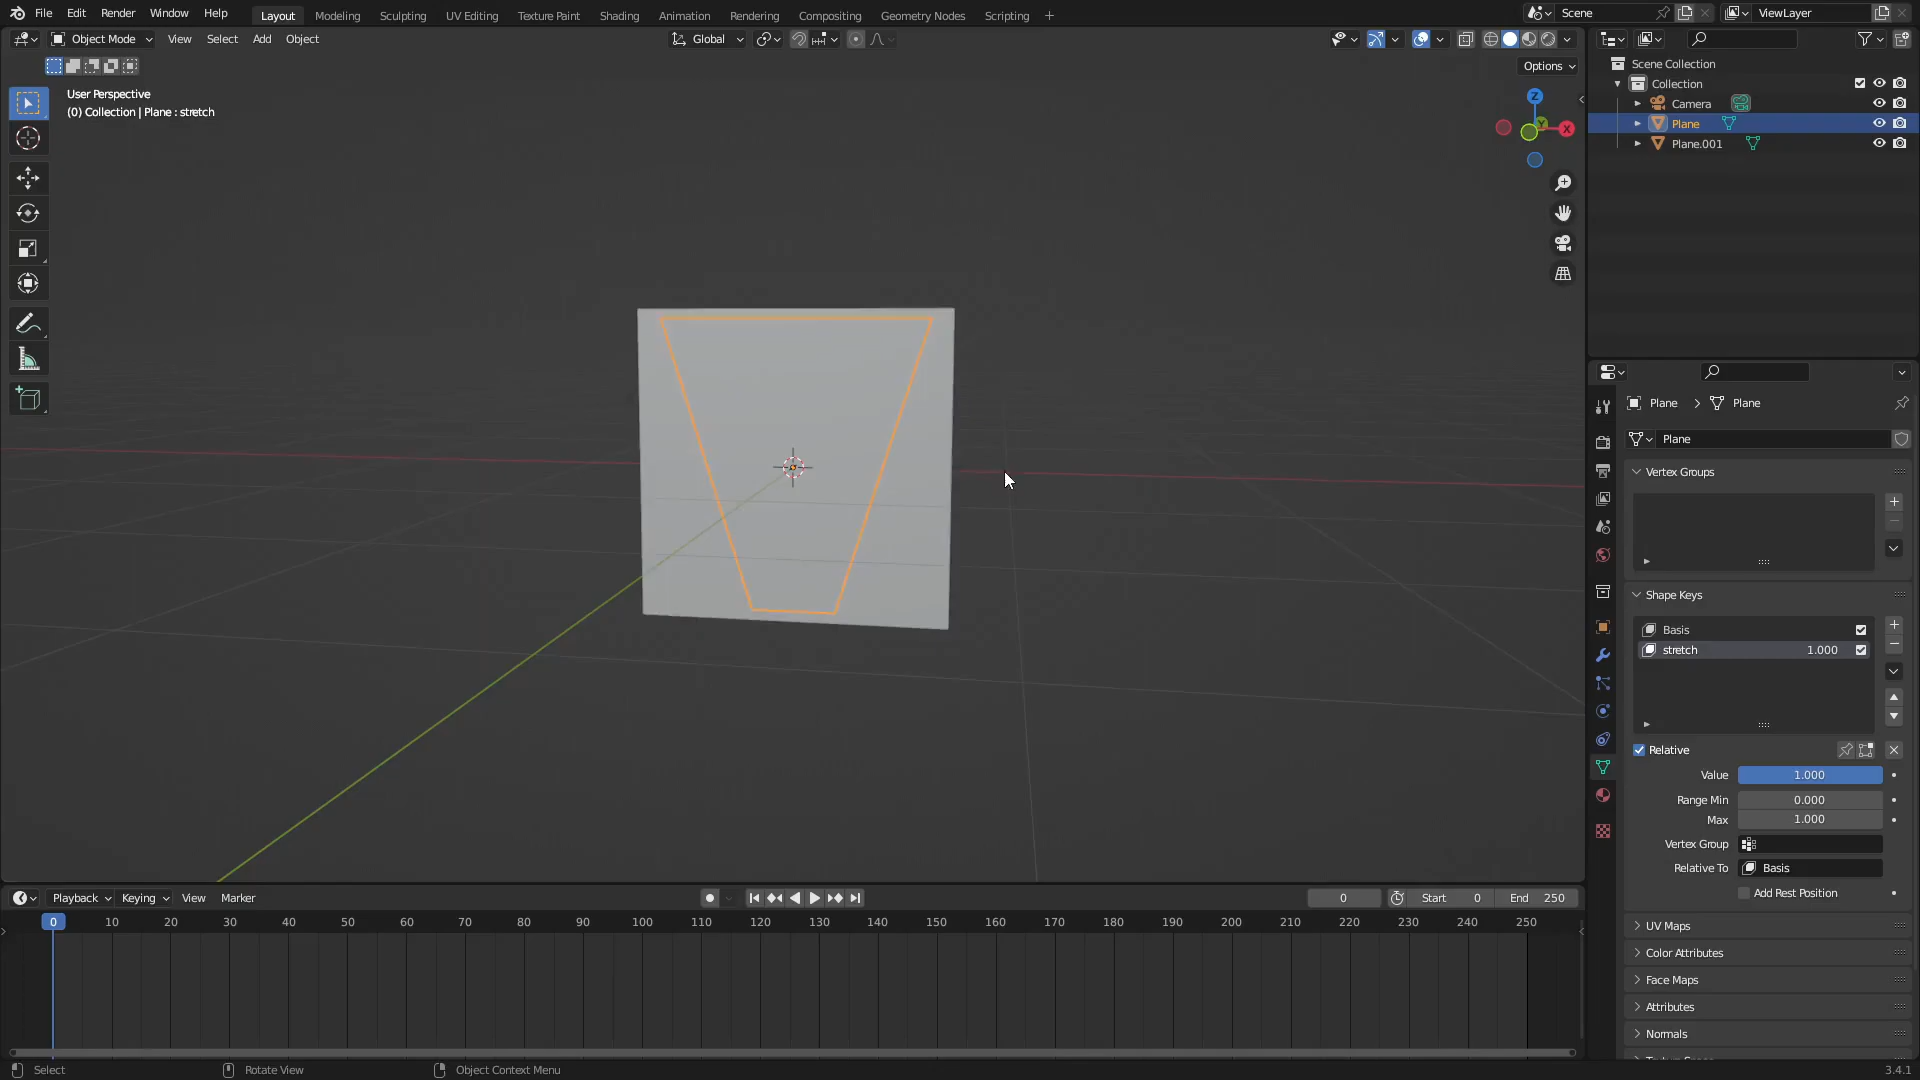 File Edit Render Window Help Layout Modeling Sculpting UV Editing Texture Paint Shading Animation Rendering Compositing Geometry Nodes Scripting + Scene ViewLayer
Object Mode View Select Add Object Global
Options
User Perspective
(0) Collection | Plane : stretch
Z
Y
X
Scene Collection
Collection
Camera
Plane
Plane.001
Plane > Plane
Plane
Vertex Groups
Shape Keys
Basis
stretch 1.000
Relative
Value 1.000
Range Min 0.000
Max 1.000
Vertex Group
Relative To Basis
Add Rest Position
UV Maps
Color Attributes
Face Maps
Attributes
Normals
Playback Keying View Marker 0 Start 0 End 250
0 10 20 30 40 50 60 70 80 90 100 110 120 130 140 150 160 170 180 190 200 210 220 230 240 250
Select Rotate View Object Context Menu 3.4.1